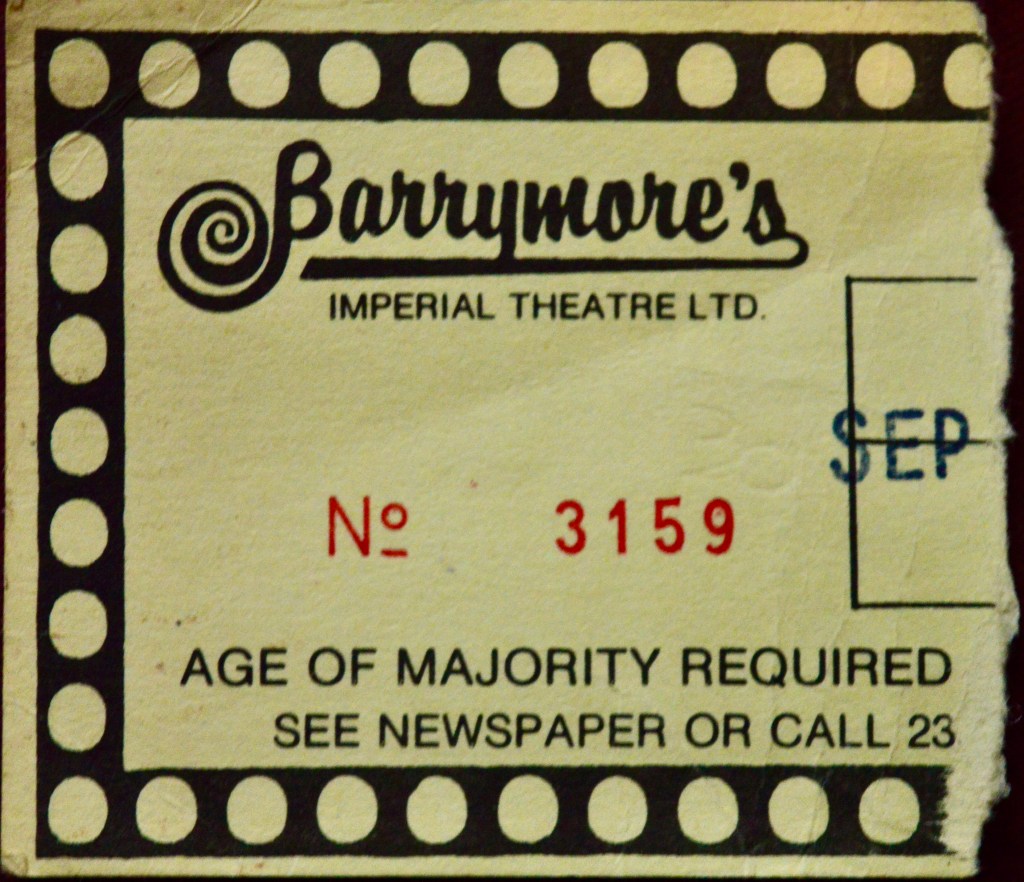 Barrymore's
IMPERIAL THEATRE LTD.
SEP
Nº 3159
AGE OF MAJORITY REQUIRED
SEE NEWSPAPER OR CALL 23